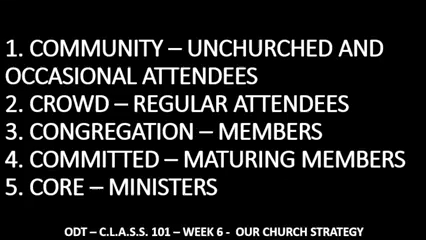 1. COMMUNITY – UNCHURCHED AND
OCCASIONAL ATTENDEES
2. CROWD – REGULAR ATTENDEES
3. CONGREGATION – MEMBERS
4. COMMITTED – MATURING MEMBERS
5. CORE – MINISTERS
ODT – C.L.A.S.S. 101 – WEEK 6 - OUR CHURCH STRATEGY